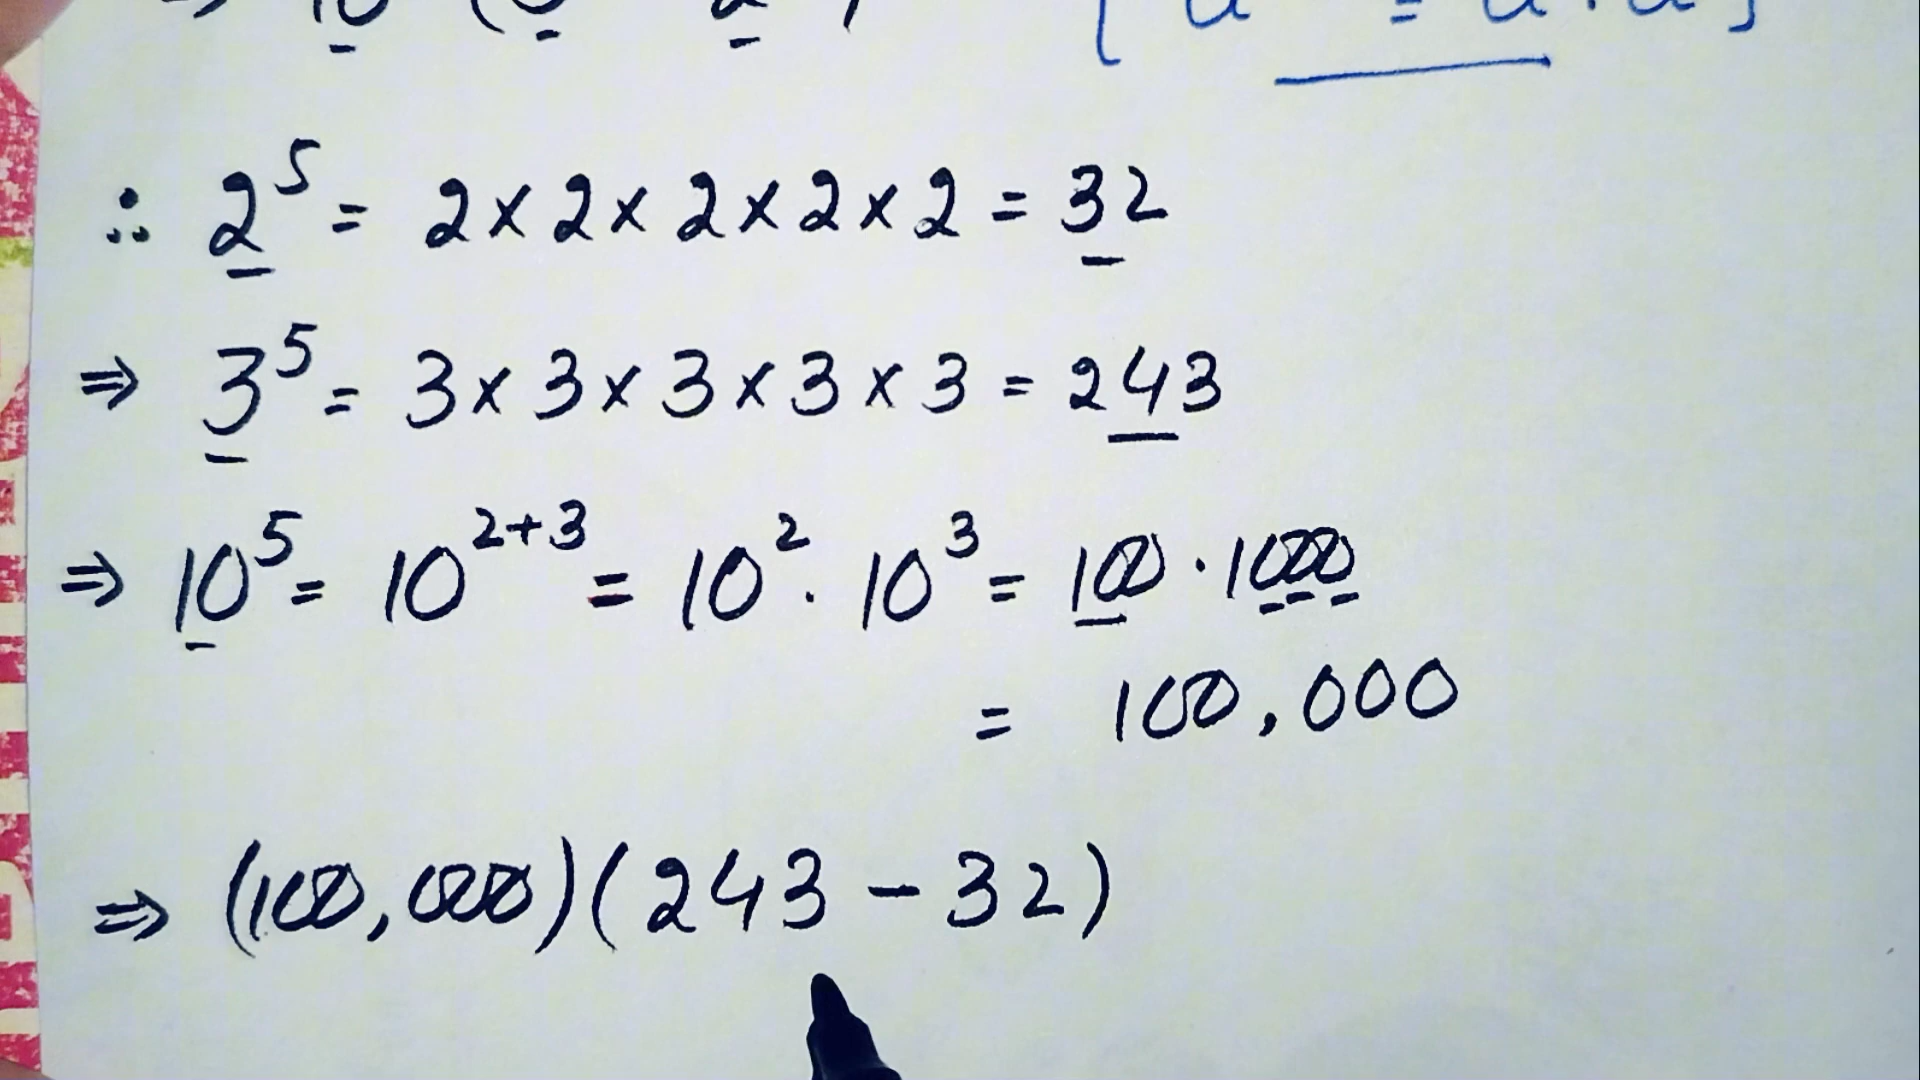 ∴ 2⁵ = 2 × 2 × 2 × 2 × 2 = 32
⇒ 3⁵ = 3 × 3 × 3 × 3 × 3 = 243
⇒ 10⁵ = 10²⁺³ = 10² · 10³ = 100 · 1000
= 100,000
⇒ (100,000)(243 - 32)